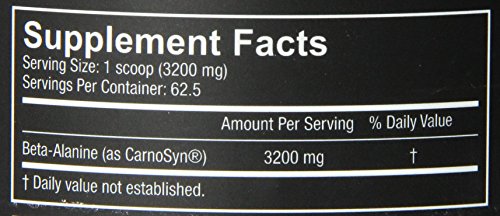 Supplement Facts
Serving Size: 1 scoop (3200 mg)
Servings Per Container: 62.5
Amount Per Serving % Daily Value
Beta-Alanine (as CarnoSyn®) 3200 mg †
† Daily value not established.